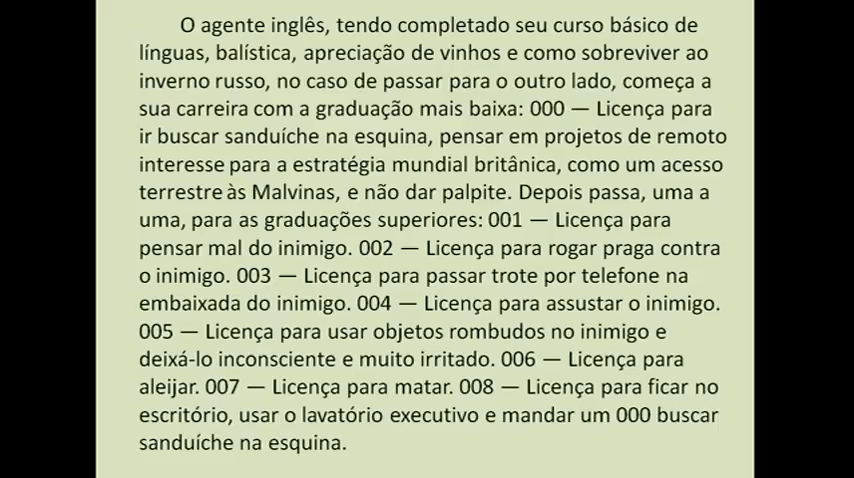 O agente inglês, tendo completado seu curso básico de
línguas, balística, apreciação de vinhos e como sobreviver ao
inverno russo, no caso de passar para o outro lado, começa a
sua carreira com a graduação mais baixa: 000 — Licença para
ir buscar sanduíche na esquina, pensar em projetos de remoto
interesse para a estratégia mundial britânica, como um acesso
terrestre às Malvinas, e não dar palpite. Depois passa, uma a
uma, para as graduações superiores: 001 — Licença para
pensar mal do inimigo. 002 — Licença para rogar praga contra
o inimigo. 003 — Licença para passar trote por telefone na
embaixada do inimigo. 004 — Licença para assustar o inimigo.
005 — Licença para usar objetos rombudos no inimigo e
deixá-lo inconsciente e muito irritado. 006 — Licença para
aleijar. 007 — Licença para matar. 008 — Licença para ficar no
escritório, usar o lavatório executivo e mandar um 000 buscar
sanduíche na esquina.